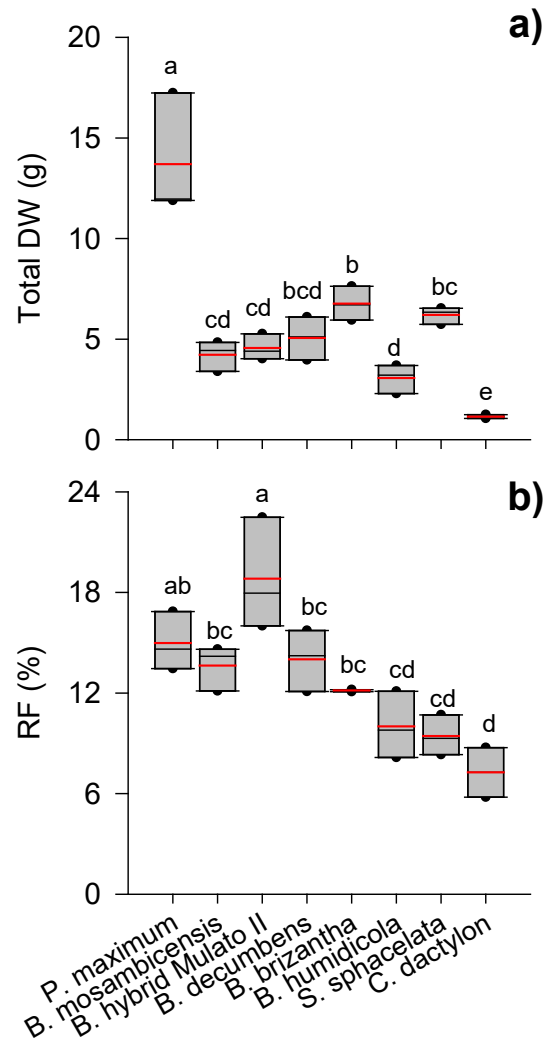 a)
20
15
10
5
0
Total DW (g)
a
cd
cd
bcd
b
d
bc
e
b)
24
18
12
6
0
RF (%)
ab
bc
a
bc
bc
cd
cd
d
P. maximum
B. mosambicensis
B. hybrid Mulato II
B. decumbens
B. brizantha
B. humidicola
S. sphacelata
C. dactylon